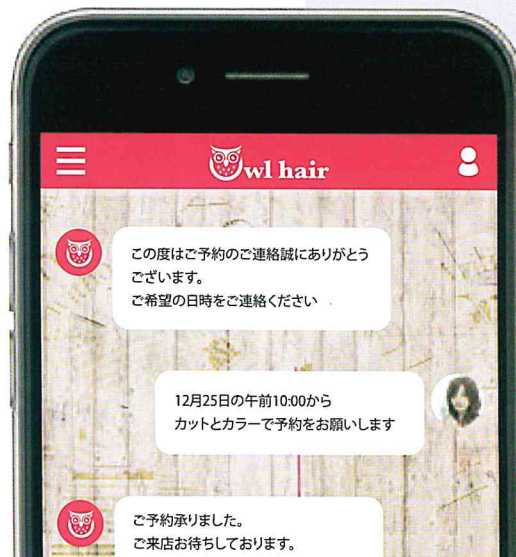 Owl hair
この度はご予約のご連絡誠にありがとう
ございます。
ご希望の日時をご連絡ください
12月25日の午前10:00から
カットとカラーで予約をお願いします
ご予約承りました。
ご来店お待ちしております。